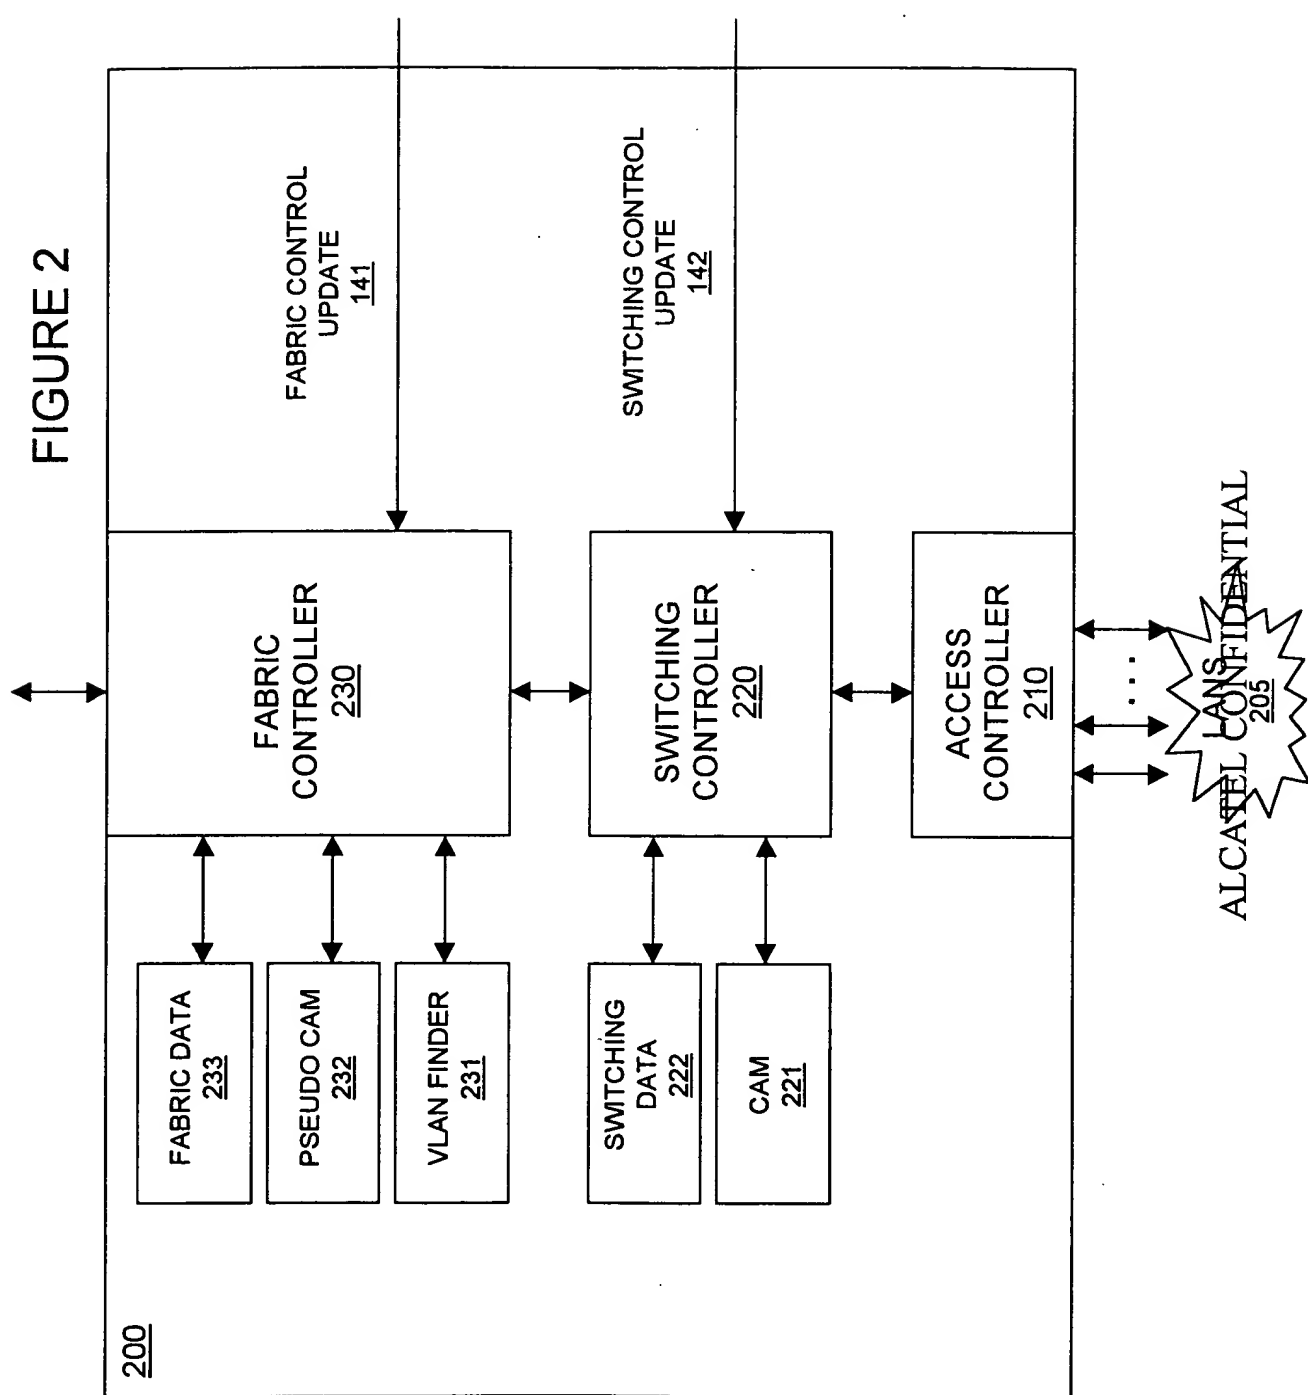 FIGURE 2
200
FABRIC DATA
233
PSEUDO CAM
232
VLAN FINDER
231
FABRIC
CONTROLLER
230
FABRIC CONTROL
UPDATE
141
SWITCHING
DATA
222
CAM
221
SWITCHING
CONTROLLER
220
SWITCHING CONTROL
UPDATE
142
ACCESS
CONTROLLER
210
...
LANS
205
ALCATEL CONFIDENTIAL